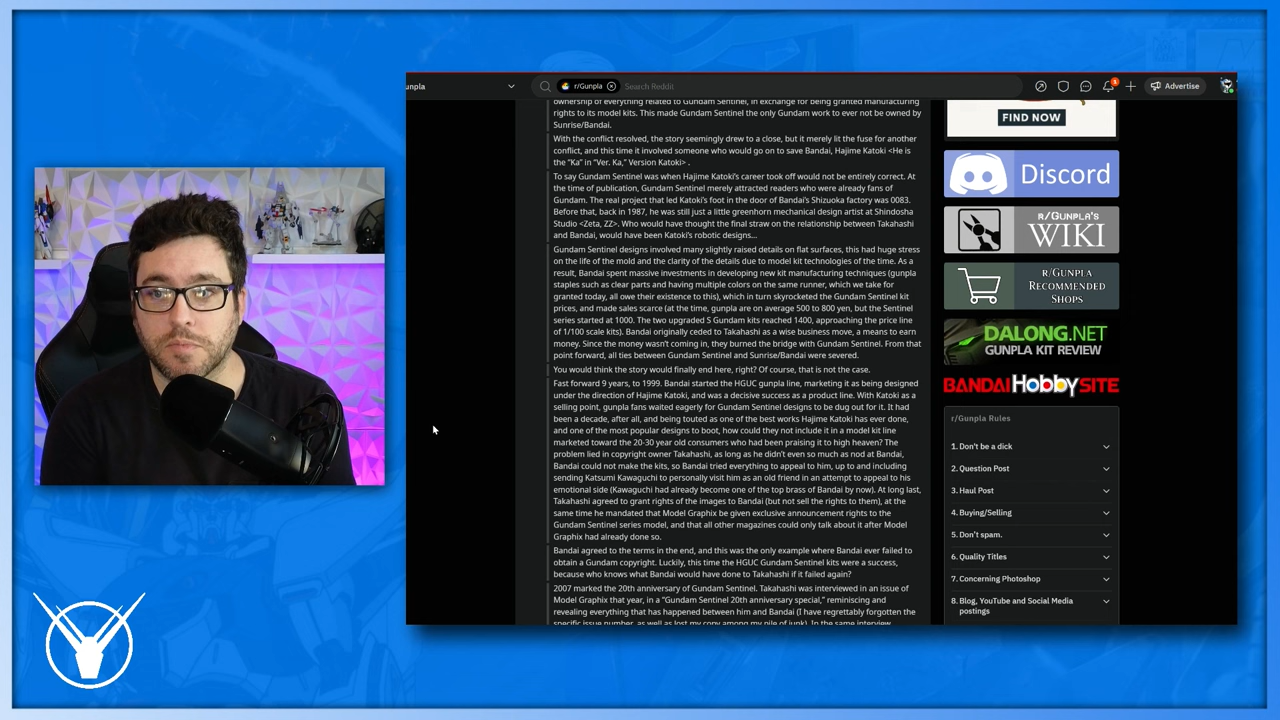 unpla
r/Gunpla
Search Reddit
5
Advertise
ownership of everything related to Gundam Sentinel, in exchange for being granted manufacturing
rights to its model kits. This made Gundam Sentinel the only Gundam work to ever not be owned by
Sunrise/Bandai.
With the conflict resolved, the story seemingly drew to a close, but it merely lit the fuse for another
conflict, and this time it involved someone who would go on to save Bandai, Hajime Katoki <He is
the “Ka” in “Ver. Ka,” Version Katoki> .
To say Gundam Sentinel was when Hajime Katoki’s career took off would not be entirely correct. At
the time of publication, Gundam Sentinel merely attracted readers who were already fans of
Gundam. The real project that led Katoki’s foot in the door of Bandai’s Shizuoka factory was 0083.
Before that, back in 1987, he was still just a little greenhorn mechanical design artist at Shindosha
Studio <Zeta, ZZ>. Who would have thought the final straw on the relationship between Takahashi
and Bandai, would have been Katoki’s robotic designs…
Gundam Sentinel designs involved many slightly raised details on flat surfaces, this had huge stress
on the life of the mold and the clarity of the details due to model kit technologies of the time. As a
result, Bandai spent massive investments in developing new kit manufacturing techniques (gunpla
staples such as clear parts and having multiple colors on the same runner, which we take for
granted today, all owe their existence to this), which in turn skyrocketed the Gundam Sentinel kit
prices, and made sales scarce (at the time, gunpla are on average 500 to 800 yen, but the Sentinel
series started at 1000. The two upgraded S Gundam kits reached 1400, approaching the price line
of 1/100 scale kits). Bandai originally ceded to Takahashi as a wise business move, a means to earn
money. Since the money wasn’t coming in, they burned the bridge with Gundam Sentinel. From that
point forward, all ties between Gundam Sentinel and Sunrise/Bandai were severed.
You would think the story would finally end here, right? Of course, that is not the case.
Fast forward 9 years, to 1999. Bandai started the HGUC gunpla line, marketing it as being designed
under the direction of Hajime Katoki, and was a decisive success as a product line. With Katoki as a
selling point, gunpla fans waited eagerly for Gundam Sentinel designs to be dug out for it. It had
been a decade, after all, and being touted as one of the best works Hajime Katoki has ever done,
and one of the most popular designs to boot, how could they not include it in a model kit line
marketed toward the 20-30 year old consumers who had been praising it to high heaven? The
problem lied in copyright owner Takahashi, as long as he didn’t even so much as nod at Bandai,
Bandai could not make the kits, so Bandai tried everything to appeal to him, up to and including
sending Katsumi Kawaguchi to personally visit him as an old friend in an attempt to appeal to his
emotional side (Kawaguchi had already become one of the top brass of Bandai by now). At long last,
Takahashi agreed to grant rights of the images to Bandai (but not sell the rights to them), at the
same time he mandated that Model Graphix be given exclusive announcement rights to the
Gundam Sentinel series model, and that all other magazines could only talk about it after Model
Graphix had already done so.
Bandai agreed to the terms in the end, and this was the only example where Bandai ever failed to
obtain a Gundam copyright. Luckily, this time the HGUC Gundam Sentinel kits were a success,
because who knows what Bandai would have done to Takahashi if it failed again?
2007 marked the 20th anniversary of Gundam Sentinel. Takahashi was interviewed in an issue of
Model Graphix that year, in a “Gundam Sentinel 20th anniversary special,” reminiscing and
revealing everything that has happened between him and Bandai (I have regrettably forgotten the
specific issue number, as well as lost my copy among my pile of junk). In the same interview,
FIND NOW
Discord
R/GUNPLA'S
WIKI
R/GUNPLA
RECOMMENDED
SHOPS
DALONG.NET
GUNPLA KIT REVIEW
BANDAI HobbySITE
r/Gunpla Rules
1. Don't be a dick
2. Question Post
3. Haul Post
4. Buying/Selling
5. Don't spam.
6. Quality Titles
7. Concerning Photoshop
8. Blog, YouTube and Social Media
postings